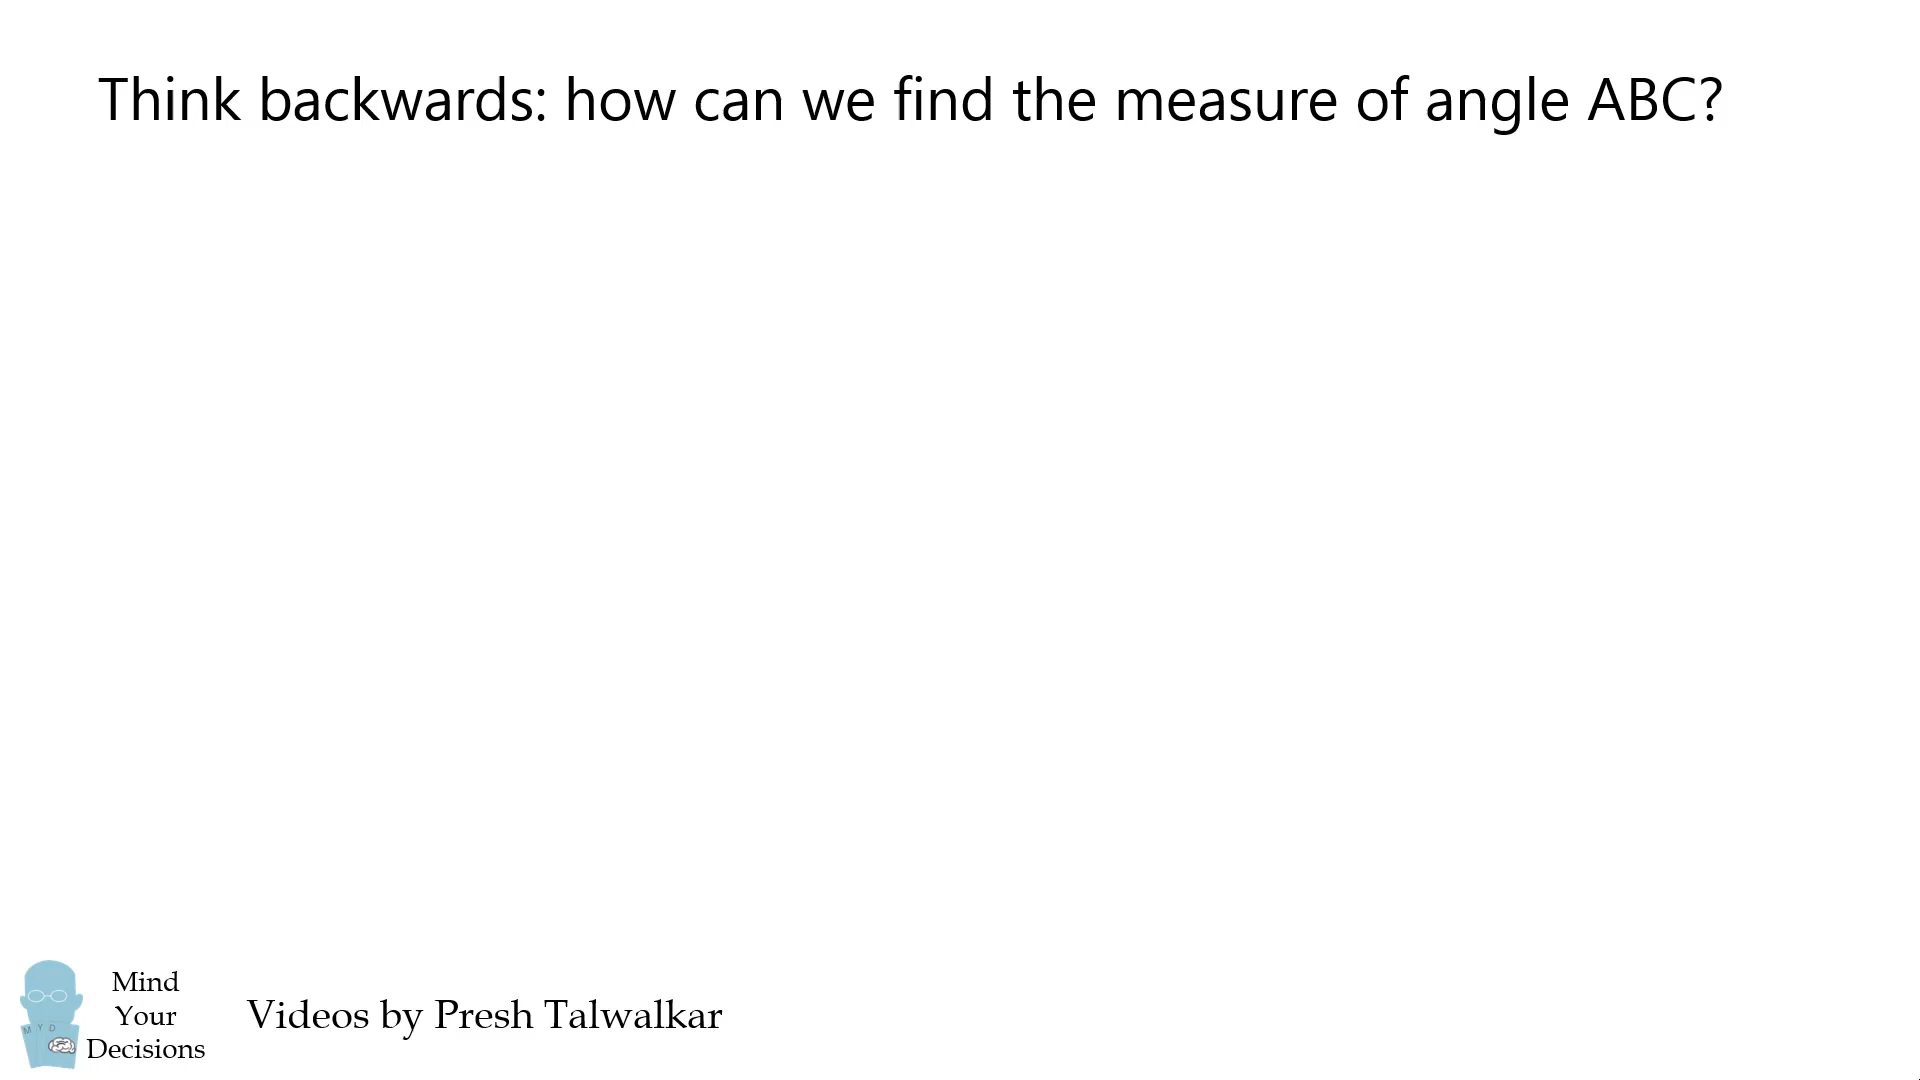 Think backwards: how can we find the measure of angle ABC?
Mind
Your
Decisions
M Y D
Videos by Presh Talwalkar